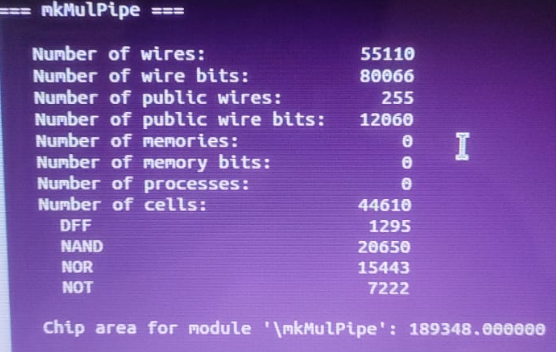 === mkMulPipe ===
Number of wires: 55110
Number of wire bits: 80066
Number of public wires: 255
Number of public wire bits: 12060
Number of memories: 0
Number of memory bits: 0
Number of processes: 0
Number of cells: 44610
DFF 1295
NAND 20650
NOR 15443
NOT 7222
Chip area for module '\mkMulPipe': 189348.000000